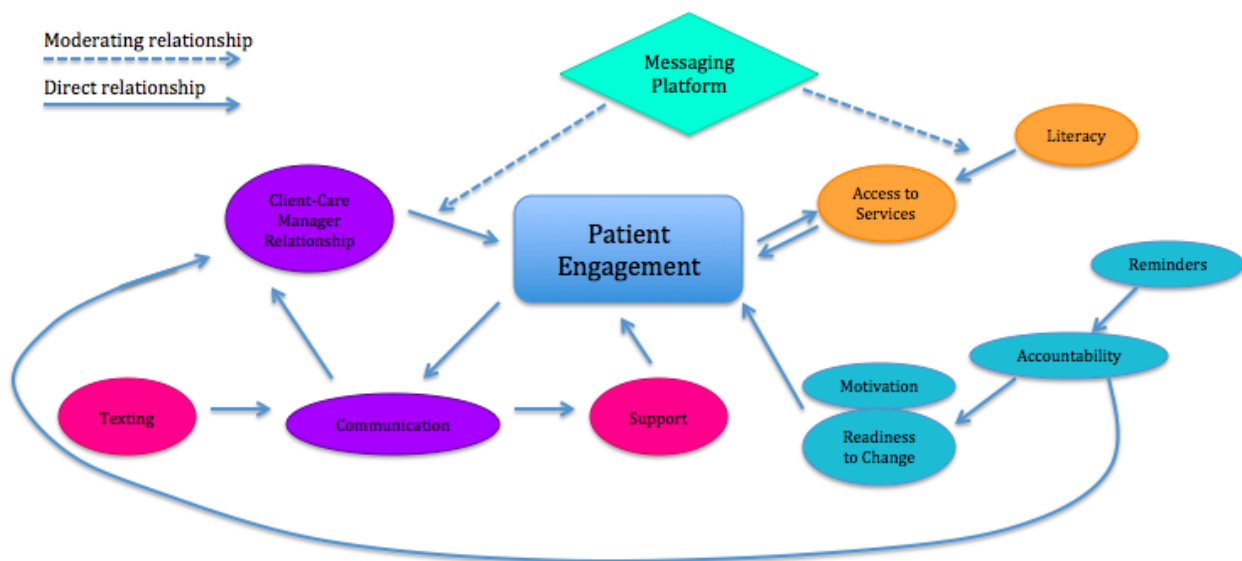 Moderating relationship
Direct relationship
Messaging
Platform
Literacy
Client-Care
Manager
Relationship
Access to
Services
Patient
Engagement
Reminders
Accountability
Motivation
Texting
Communication
Support
Readiness
to Change